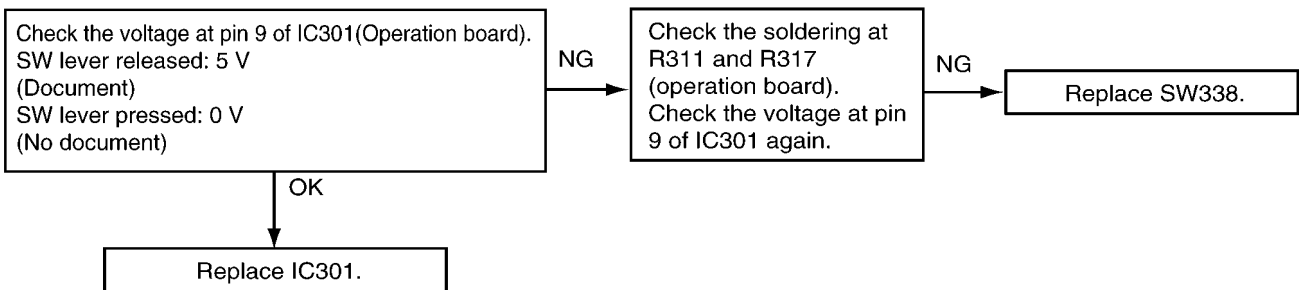 Check the voltage at pin 9 of IC301(Operation board).
SW lever released: 5 V
(Document)
SW lever pressed: 0 V
(No document)
NG
Check the soldering at
R311 and R317
(operation board).
Check the voltage at pin
9 of IC301 again.
NG
Replace SW338.
OK
Replace IC301.